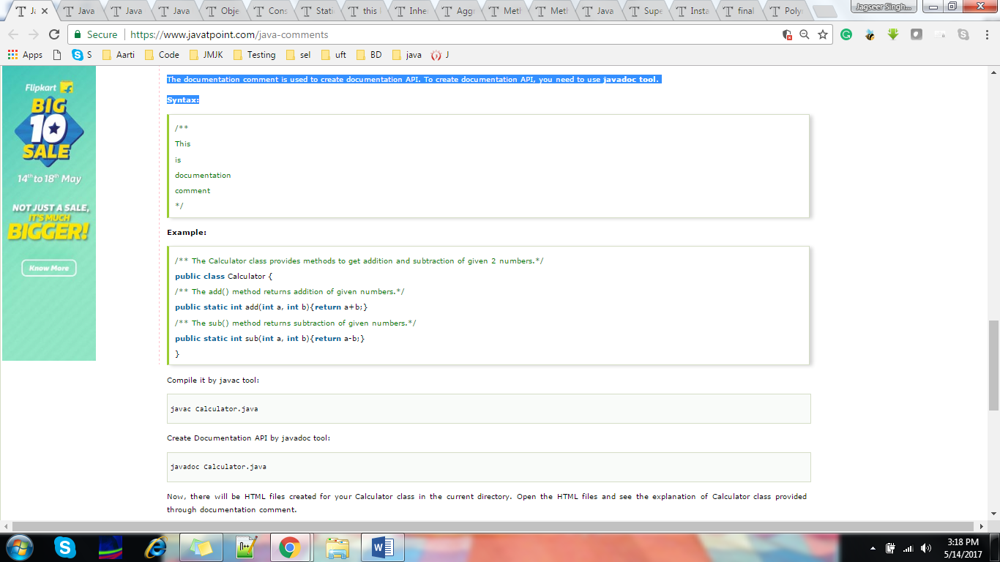 Ja
Java
Java
Java
Obje
Cons
Stati
this k
Inher
Aggr
Meth
Meth
Java
Supe
Insta
final
Polym
Jagseer Singh...
Secure
https://www.javatpoint.com/java-comments
Apps
S
Aarti
Code
JMJK
Testing
sel
uft
BD
java
J
Flipkart
BIG
10
SALE
14th to 18th May
NOT JUST A SALE,
IT'S MUCH
BIGGER!
Know More
The documentation comment is used to create documentation API. To create documentation API, you need to use javadoc tool.
Syntax:
/**
This
is
documentation
comment
*/
Example:
/** The Calculator class provides methods to get addition and subtraction of given 2 numbers.*/
public class Calculator {
/** The add() method returns addition of given numbers.*/
public static int add(int a, int b){return a+b;}
/** The sub() method returns subtraction of given numbers.*/
public static int sub(int a, int b){return a-b;}
}
Compile it by javac tool:
javac Calculator.java
Create Documentation API by javadoc tool:
javadoc Calculator.java
Now, there will be HTML files created for your Calculator class in the current directory. Open the HTML files and see the explanation of Calculator class provided
through documentation comment.
3:18 PM
5/14/2017